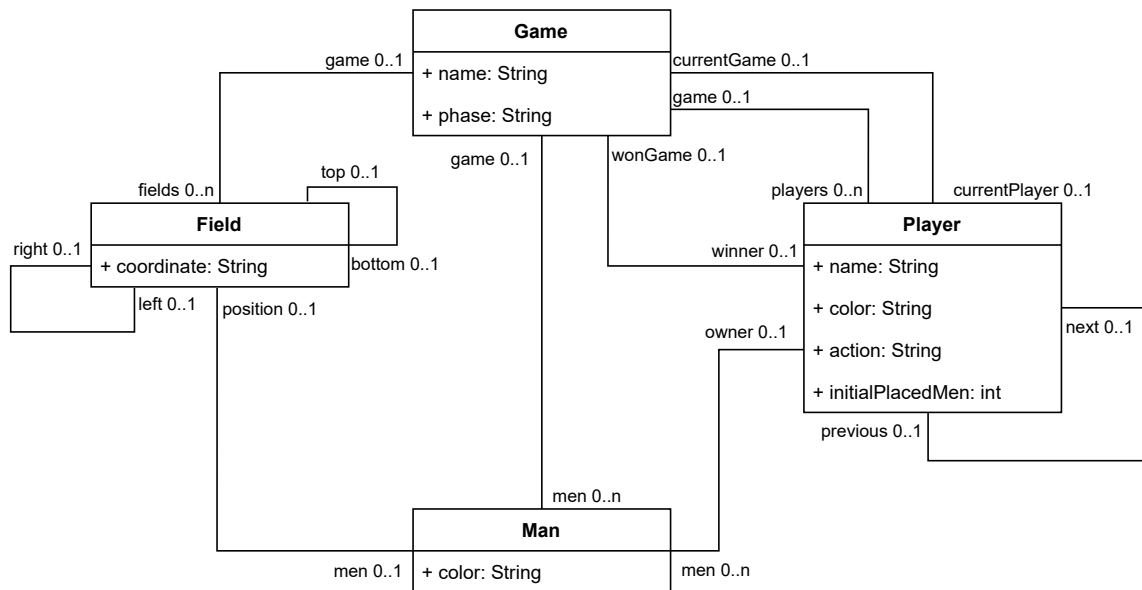 Game
game 0..1
+ name: String
currentGame 0..1
game 0..1
+ phase: String
game 0..1
wonGame 0..1
top 0..1
fields 0..n
players 0..n
currentPlayer 0..1
Field
Player
right 0..1
+ coordinate: String
bottom 0..1
winner 0..1
+ name: String
left 0..1
position 0..1
+ color: String
owner 0..1
next 0..1
+ action: String
+ initialPlacedMen: int
previous 0..1
men 0..n
Man
men 0..1
+ color: String
men 0..n